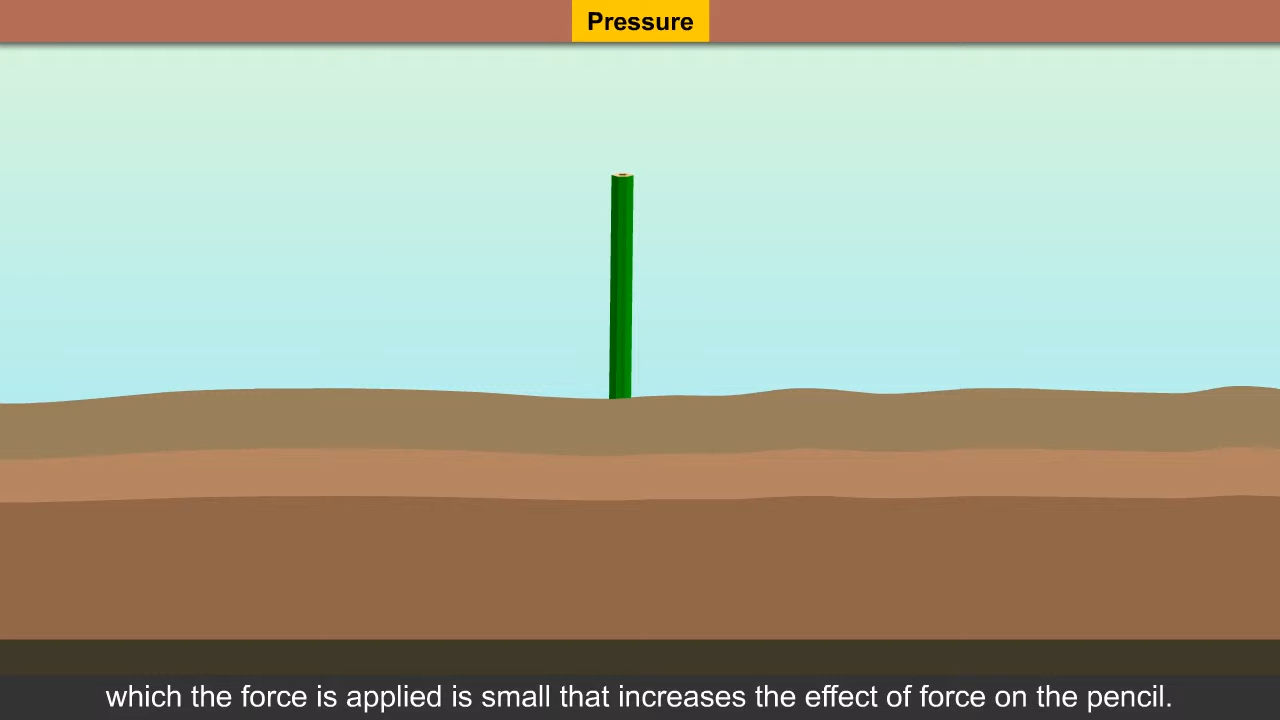 Pressure
which the force is applied is small that increases the effect of force on the pencil.